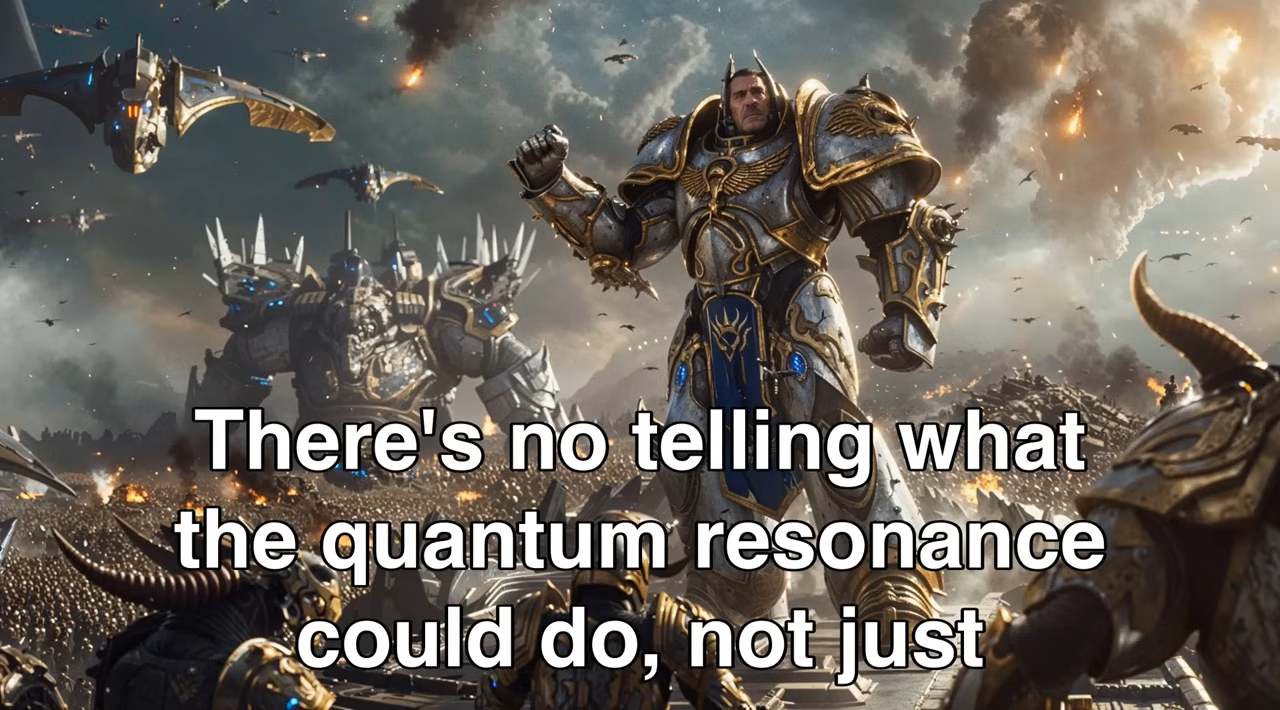 There's no telling what
the quantum resonance
could do, not just